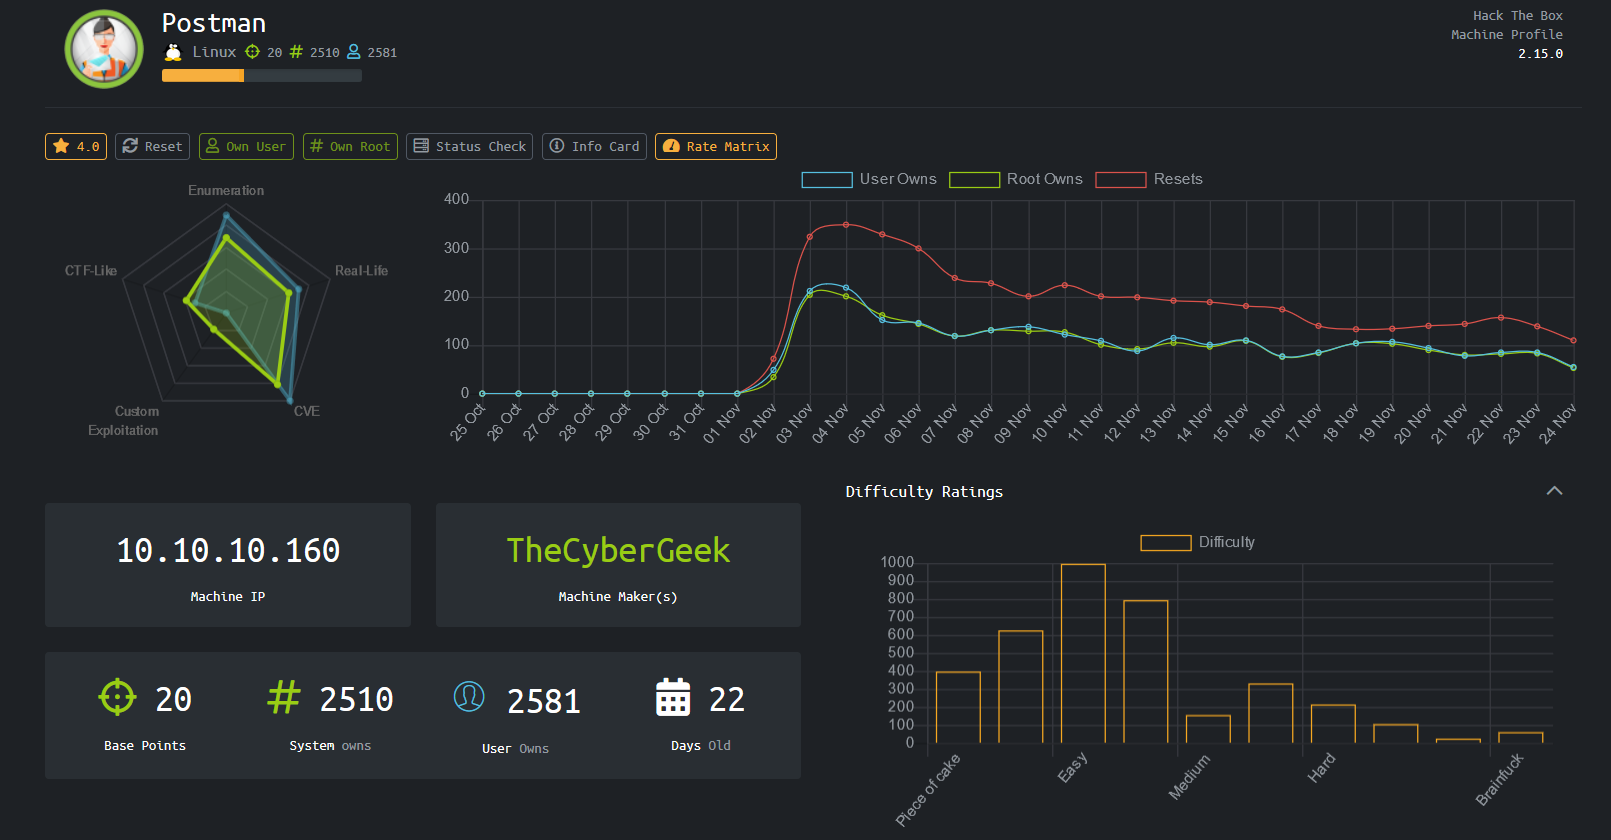 Postman
Linux 20 2510 2581
Hack The Box
Machine Profile
2.15.0
4.0 Reset Own User Own Root Status Check Info Card Rate Matrix
Enumeration
Real-Life
CVE
Custom
Exploitation
CTF-Like
User Owns Root Owns Resets
400
300
200
100
0
25 Oct 26 Oct 27 Oct 28 Oct 29 Oct 30 Oct 31 Oct 01 Nov 02 Nov 03 Nov 04 Nov 05 Nov 06 Nov 07 Nov 08 Nov 09 Nov 10 Nov 11 Nov 12 Nov 13 Nov 14 Nov 15 Nov 16 Nov 17 Nov 18 Nov 19 Nov 20 Nov 21 Nov 22 Nov 23 Nov 24 Nov
10.10.10.160
Machine IP
TheCyberGeek
Machine Maker(s)
20
Base Points
2510
System owns
2581
User Owns
22
Days Old
Difficulty Ratings
Difficulty
1000
900
800
700
600
500
400
300
200
100
0
Piece of cake Easy Medium Hard Brainfuck